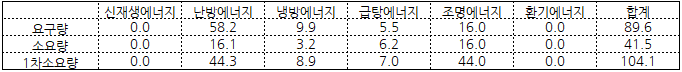 신재생에너지 난방에너지 냉방에너지 급탕에너지 조명에너지 환기에너지 합계
요구량 0.0 58.2 9.9 5.5 16.0 0.0 89.6
소요량 0.0 16.1 3.2 6.2 16.0 0.0 41.5
1차소요량 0.0 44.3 8.9 7.0 44.0 0.0 104.1